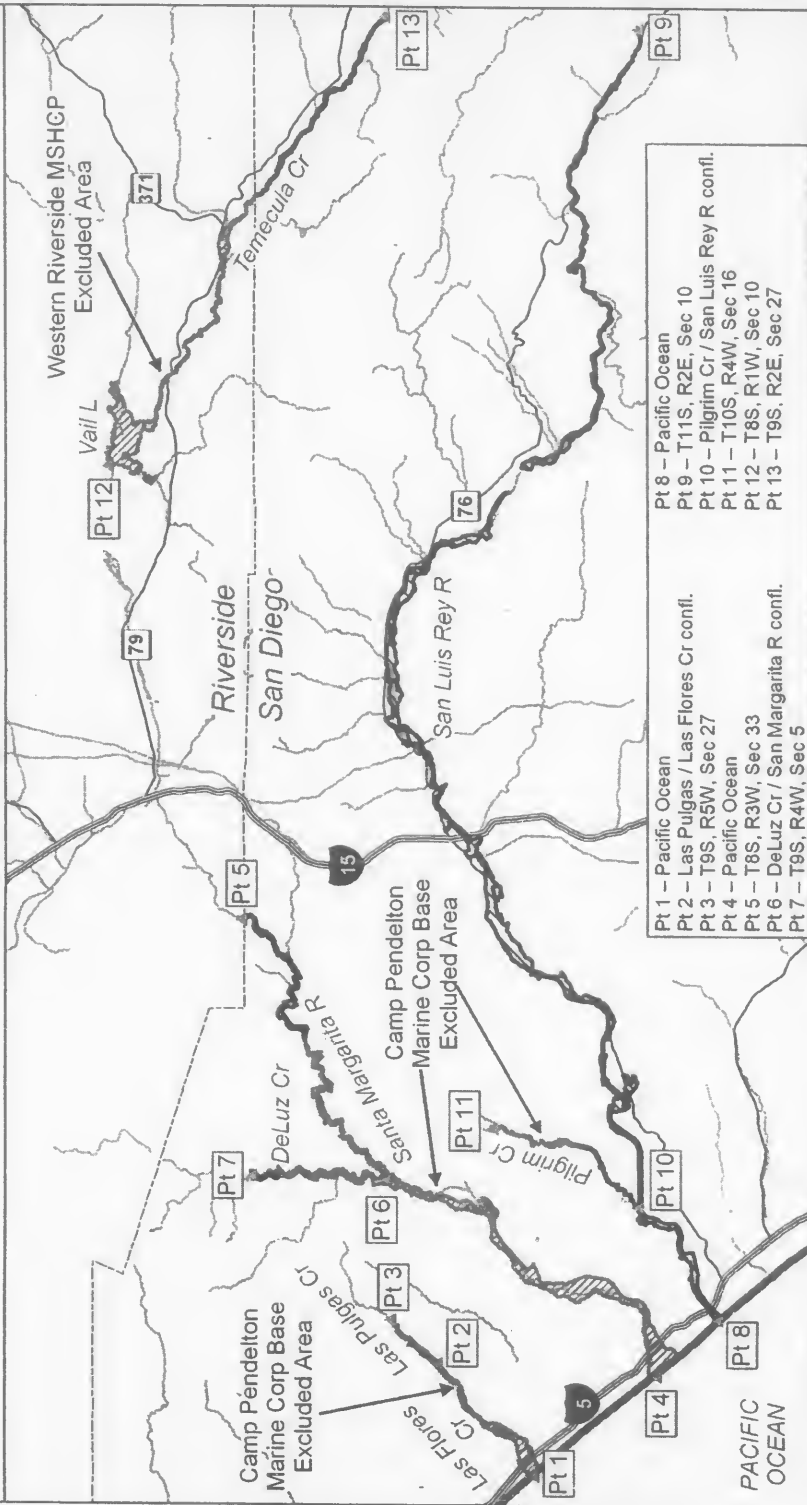 Western Riverside MSHCP
Excluded Area
371
Temecula Cr
Pt 13
Vail L
Pt 12
79
Riverside
San Diego
76
San Luis Rey R
Pt 9
15
Pt 5
Santa Margarita R
DeLuz Cr
Pt 7
Pt 6
Camp Pendelton
Marine Corp Base
Excluded Area
Pt 11
Pilgrim Cr
Pt 10
Camp Pendelton
Marine Corp Base
Excluded Area
Las Pulgas Cr
Pt 3
Pt 2
Las Flores
Cr
Pt 1
5
Pt 4
Pt 8
PACIFIC
OCEAN
Pt 1 – Pacific Ocean
Pt 2 – Las Pulgas / Las Flores Cr confl.
Pt 3 – T9S, R5W, Sec 27
Pt 4 – Pacific Ocean
Pt 5 – T8S, R3W, Sec 33
Pt 6 – DeLuz Cr / San Margarita R confl.
Pt 7 – T9S, R4W, Sec 5
Pt 8 – Pacific Ocean
Pt 9 – T11S, R2E, Sec 10
Pt 10 – Pilgrim Cr / San Luis Rey R confl.
Pt 11 – T10S, R4W, Sec 16
Pt 12 – T8S, R1W, Sec 10
Pt 13 – T9S, R2E, Sec 27